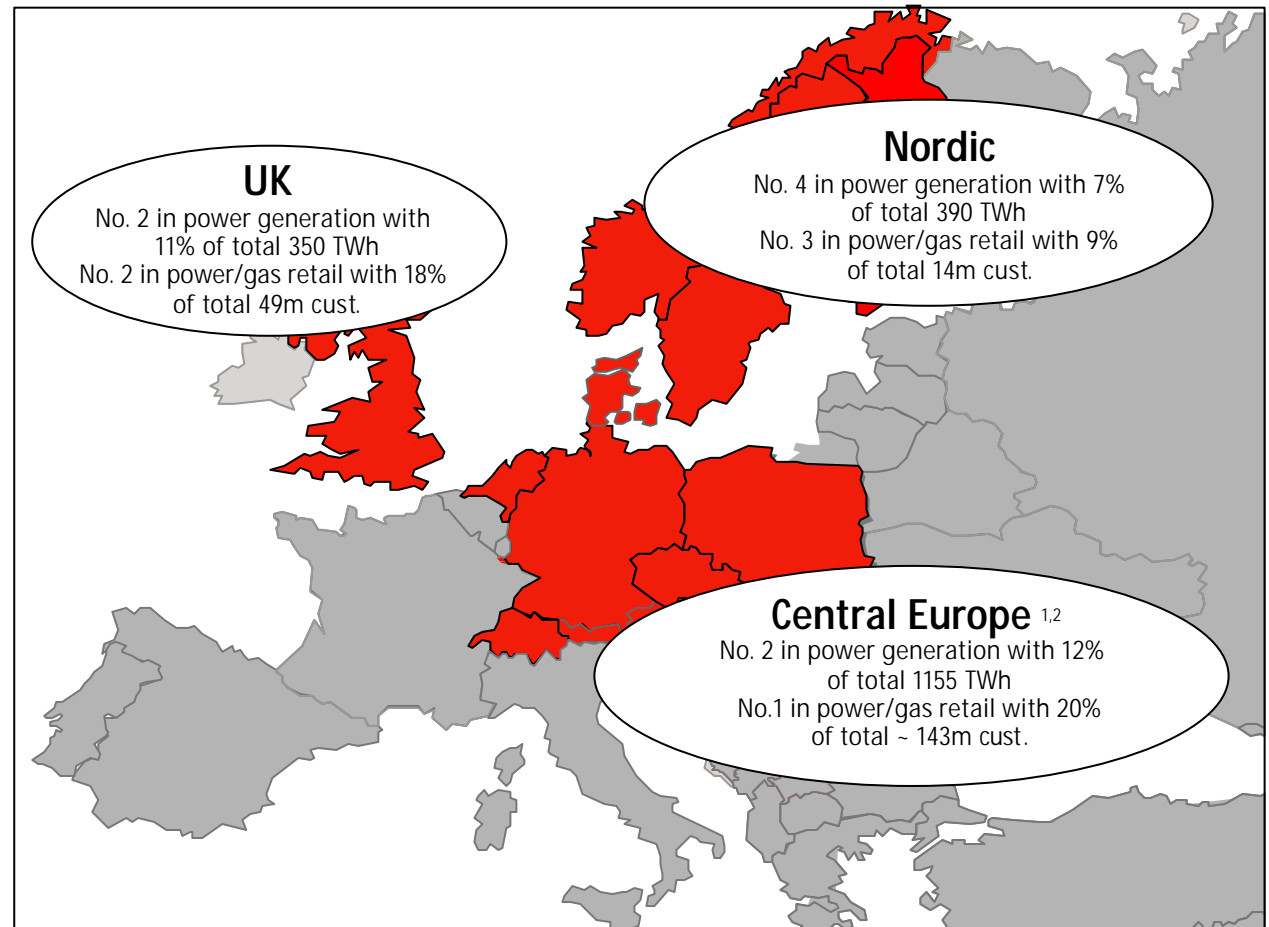 UK
No. 2 in power generation with
11% of total 350 TWh
No. 2 in power/gas retail with 18%
of total 49m cust.
Nordic
No. 4 in power generation with 7%
of total 390 TWh
No. 3 in power/gas retail with 9%
of total 14m cust.
Central Europe 1,2
No. 2 in power generation with 12%
of total 1155 TWh
No.1 in power/gas retail with 20%
of total ~ 143m cust.